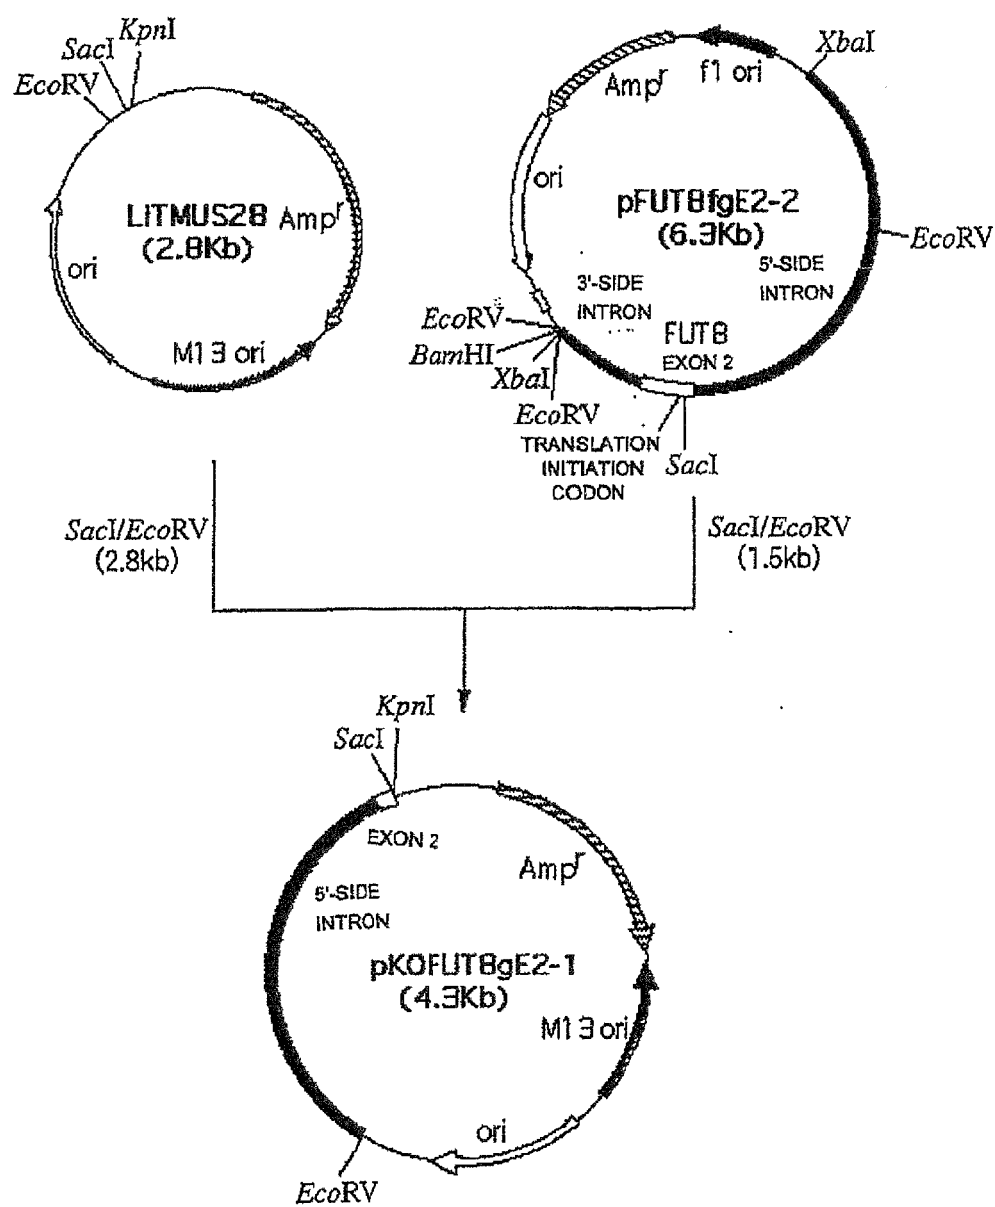 KpnI
SacI
EcoRV
LITMUS28
(2.8Kb)
Ampr
ori
M13 ori
XbaI
f1 ori
Ampr
ori
pFUT8fgE2-2
(6.3Kb)
EcoRV
5'-SIDE
INTRON
3'-SIDE
INTRON
FUT8
EXON 2
EcoRV
BamHI
XbaI
EcoRV
TRANSLATION
INITIATION
CODON
SacI
SacI/EcoRV
(2.8kb)
SacI/EcoRV
(1.5kb)
KpnI
SacI
EXON 2
Ampr
5'-SIDE
INTRON
pKOFUT8gE2-1
(4.3Kb)
M13 ori
ori
EcoRV